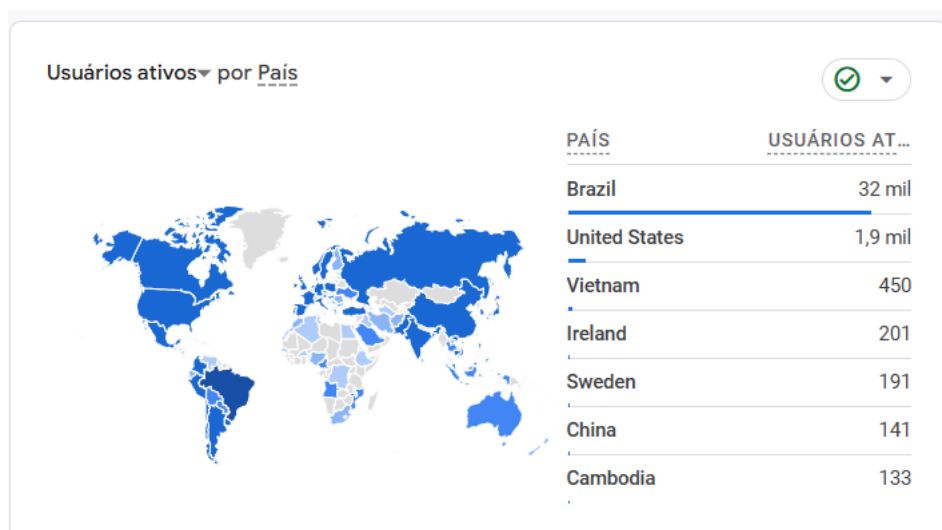 Usuários ativos por País
PAÍS USUÁRIOS AT...
Brazil 32 mil
United States 1,9 mil
Vietnam 450
Ireland 201
Sweden 191
China 141
Cambodia 133